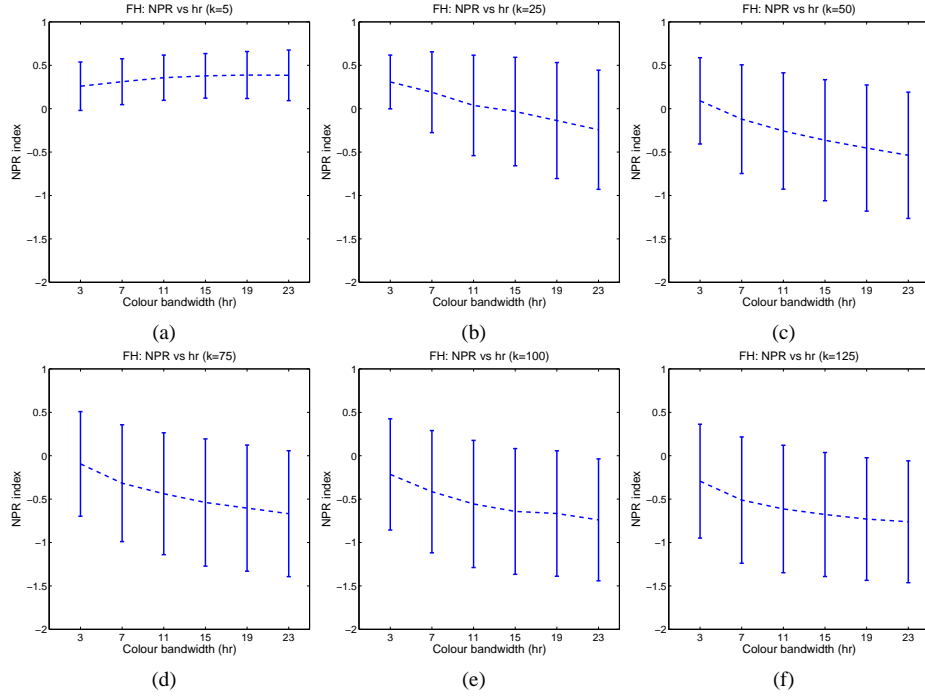 FH: NPR vs hr (k=5)
1
0.5
0
−0.5
−1
−1.5
−2
NPR index
3 7 11 15 19 23
Colour bandwidth (hr)
(a)
FH: NPR vs hr (k=25)
1
0.5
0
−0.5
−1
−1.5
−2
NPR index
3 7 11 15 19 23
Colour bandwidth (hr)
(b)
FH: NPR vs hr (k=50)
1
0.5
0
−0.5
−1
−1.5
−2
NPR index
3 7 11 15 19 23
Colour bandwidth (hr)
(c)
FH: NPR vs hr (k=75)
1
0.5
0
−0.5
−1
−1.5
−2
NPR index
3 7 11 15 19 23
Colour bandwidth (hr)
(d)
FH: NPR vs hr (k=100)
1
0.5
0
−0.5
−1
−1.5
−2
NPR index
3 7 11 15 19 23
Colour bandwidth (hr)
(e)
FH: NPR vs hr (k=125)
1
0.5
0
−0.5
−1
−1.5
−2
NPR index
3 7 11 15 19 23
Colour bandwidth (hr)
(f)